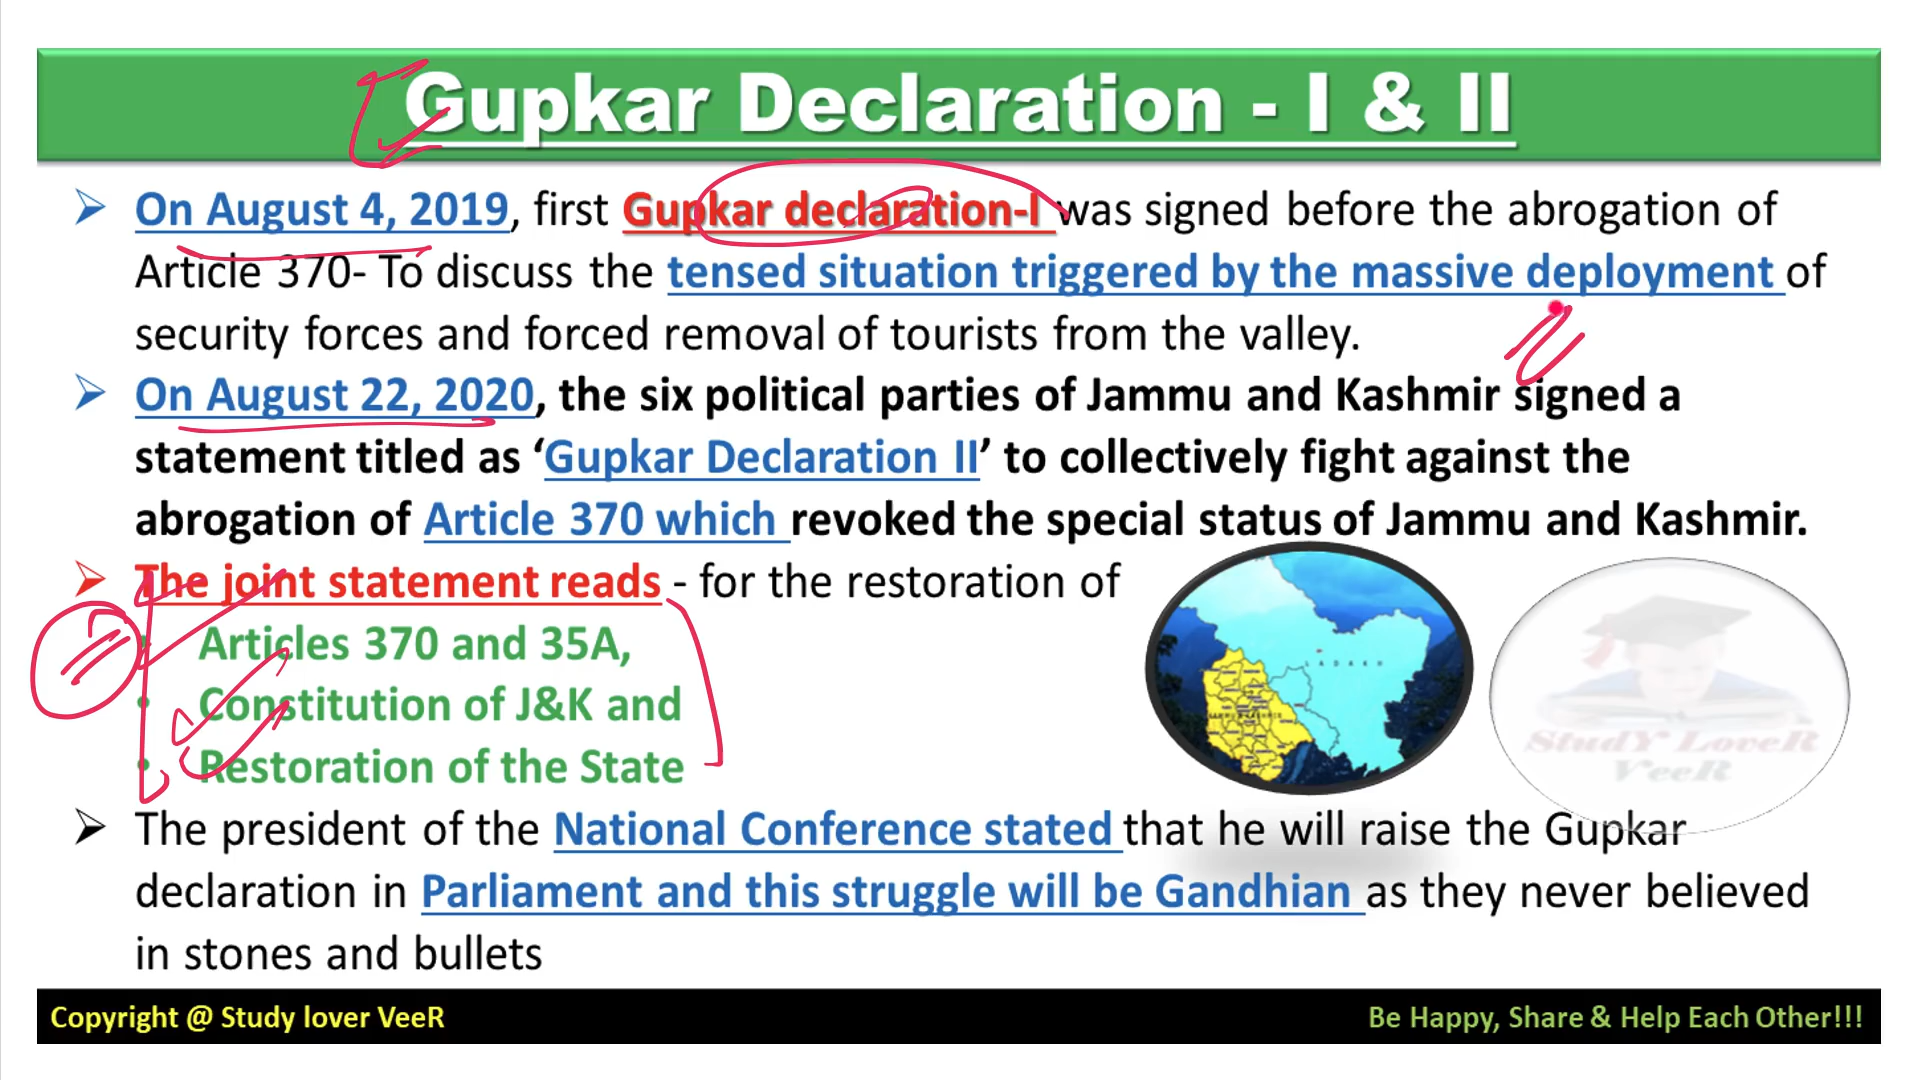 Gupkar Declaration - I & II
➢ On August 4, 2019, first Gupkar declaration-I was signed before the abrogation of
Article 370- To discuss the tensed situation triggered by the massive deployment of
security forces and forced removal of tourists from the valley.
➢ On August 22, 2020, the six political parties of Jammu and Kashmir signed a
statement titled as ‘Gupkar Declaration II’ to collectively fight against the
abrogation of Article 370 which revoked the special status of Jammu and Kashmir.
➢ The joint statement reads - for the restoration of
• Articles 370 and 35A,
• Constitution of J&K and
• Restoration of the State
LADAKH
JAMMU & KASHMIR
StudY LoveR
VeeR
➢ The president of the National Conference stated that he will raise the Gupkar
declaration in Parliament and this struggle will be Gandhian as they never believed
in stones and bullets
Copyright @ Study lover VeeR
Be Happy, Share & Help Each Other!!!